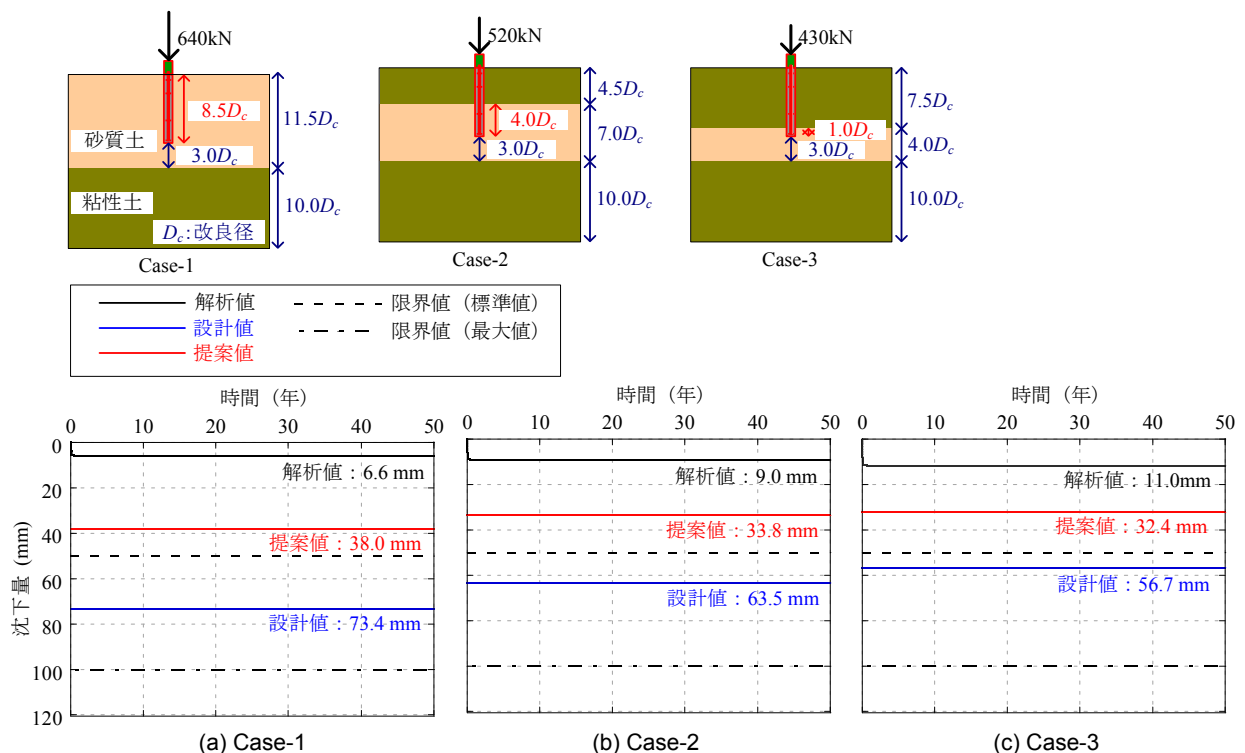 640kN
8.5Dc
11.5Dc
砂質土
3.0Dc
粘性土
10.0Dc
Dc:改良径
Case-1
520kN
4.5Dc
4.0Dc
7.0Dc
3.0Dc
10.0Dc
Case-2
430kN
7.5Dc
1.0Dc
3.0Dc
4.0Dc
10.0Dc
Case-3
解析値
限界値（標準値）
設計値
限界値（最大値）
提案値
時間（年）
0 10 20 30 40 50
0
20
40
60
80
100
120
沈下量 (mm)
解析値：6.6 mm
提案値：38.0 mm
設計値：73.4 mm
(a) Case-1
時間（年）
0 10 20 30 40 50
解析値：9.0 mm
提案値：33.8 mm
設計値：63.5 mm
(b) Case-2
時間（年）
0 10 20 30 40 50
解析値：11.0mm
提案値：32.4 mm
設計値：56.7 mm
(c) Case-3